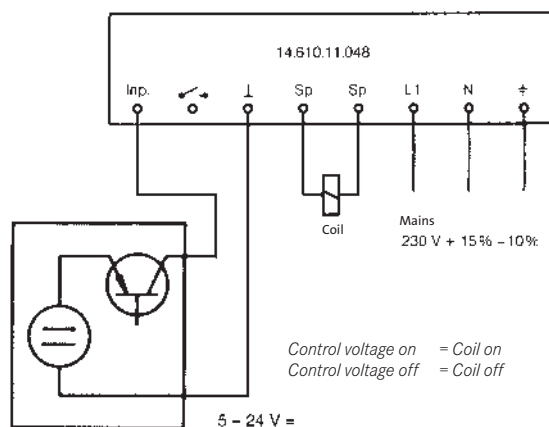 14.610.11.048
Inp. ⊥ Sp Sp L1 N ⏚
Coil
Mains
230 V + 15% –10%
Control voltage on = Coil on
Control voltage off = Coil off
5 – 24 V =